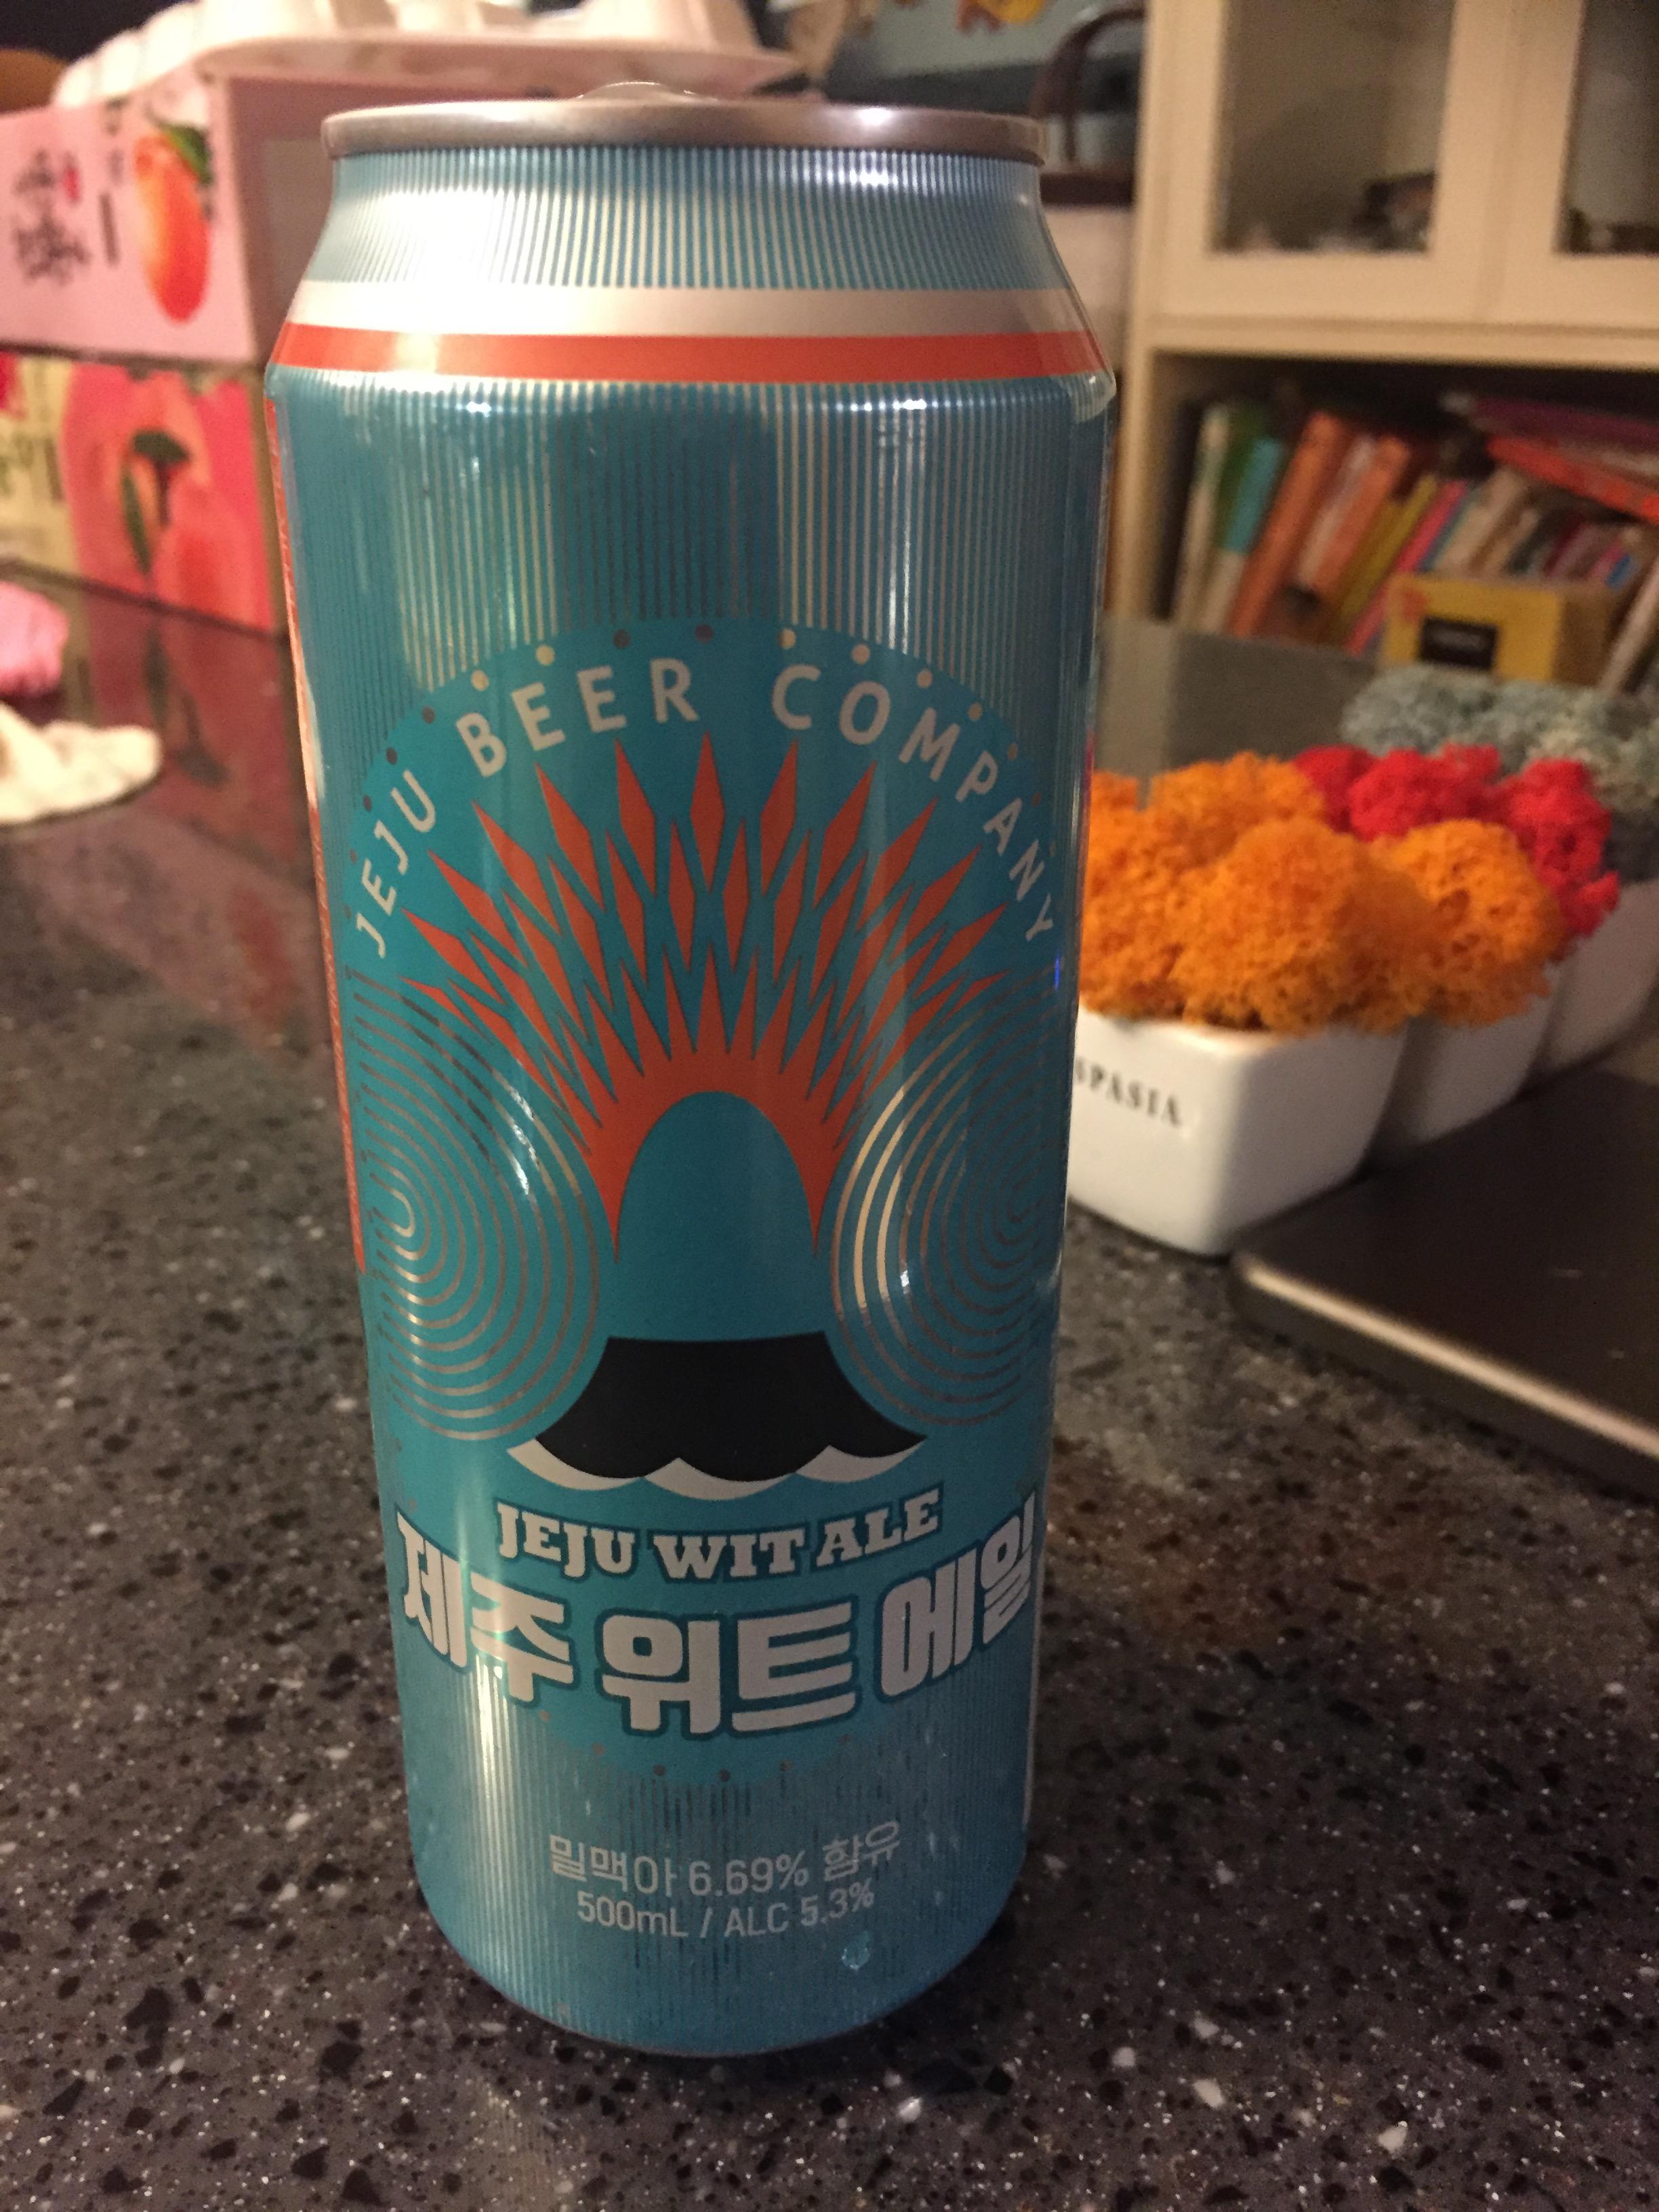 JEJU BEER COMPANY
JEJU WIT ALE
제주 위트 에일
밀맥아 6.69% 함유
500mL / ALC 5.3%